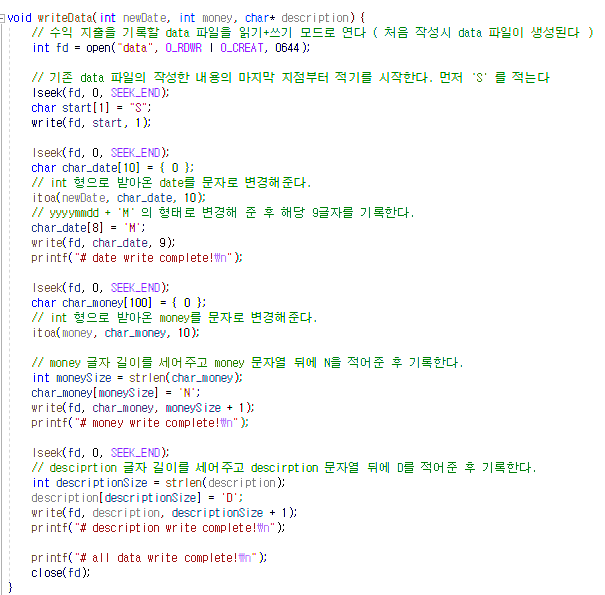 void writeData(int newDate, int money, char* description) {
// 수익 지출을 기록할 data 파일을 읽기+쓰기 모드로 연다 ( 처음 작성시 data 파일이 생성된다 )
int fd = open("data", O_RDWR | O_CREAT, 0644);
// 기존 data 파일의 작성한 내용의 마지막 지점부터 적기를 시작한다. 먼저 'S' 를 적는다
lseek(fd, 0, SEEK_END);
char start[1] = "S";
write(fd, start, 1);
lseek(fd, 0, SEEK_END);
char char_date[10] = { 0 };
// int 형으로 받아온 date를 문자로 변경해준다.
itoa(newDate, char_date, 10);
// yyyymmdd + 'M' 의 형태로 변경해 준 후 해당 9글자를 기록한다.
char_date[8] = 'M';
write(fd, char_date, 9);
printf("# date write complete!₩n");
lseek(fd, 0, SEEK_END);
char char_money[100] = { 0 };
// int 형으로 받아온 money를 문자로 변경해준다.
itoa(money, char_money, 10);
// money 글자 길이를 세어주고 money 문자열 뒤에 N을 적어준 후 기록한다.
int moneySize = strlen(char_money);
char_money[moneySize] = 'N';
write(fd, char_money, moneySize + 1);
printf("# money write complete!₩n");
lseek(fd, 0, SEEK_END);
// desciprtion 글자 길이를 세어주고 descirption 문자열 뒤에 D를 적어준 후 기록한다.
int descriptionSize = strlen(description);
description[descriptionSize] = 'D';
write(fd, description, descriptionSize + 1);
printf("# description write complete!₩n");
printf("# all data write complete!₩n");
close(fd);
}